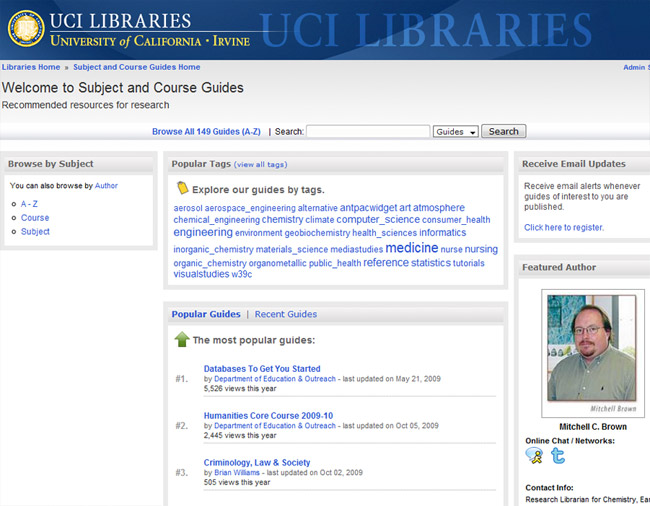 UCI LIBRARIES
UNIVERSITY OF CALIFORNIA · IRVINE
UCI LIBRARIES
Libraries Home » Subject and Course Guides Home
Admin S
Welcome to Subject and Course Guides
Recommended resources for research
Browse All 149 Guides (A-Z) | Search: Guides Search
Browse by Subject
You can also browse by Author
A - Z
Course
Subject
Popular Tags (view all tags)
Explore our guides by tags.
aerosol aerospace_engineering alternative antpacwidget art atmosphere
chemical_engineering chemistry climate computer_science consumer_health
engineering environment geobiochemistry health_sciences informatics
inorganic_chemistry materials_science mediastudies medicine nurse nursing
organic_chemistry organometallic public_health reference statistics tutorials
visualstudies w39c
Popular Guides | Recent Guides
The most popular guides:
#1.
Databases To Get You Started
by Department of Education & Outreach - last updated on May 21, 2009
5,526 views this year
#2.
Humanities Core Course 2009-10
by Department of Education & Outreach - last updated on Oct 05, 2009
2,445 views this year
#3.
Criminology, Law & Society
by Brian Williams - last updated on Oct 02, 2009
505 views this year
Receive Email Updates
Receive email alerts whenever
guides of interest to you are
published.
Click here to register.
Featured Author
Mitchell Brown
Mitchell C. Brown
Online Chat / Networks:
Contact Info:
Research Librarian for Chemistry, Ear